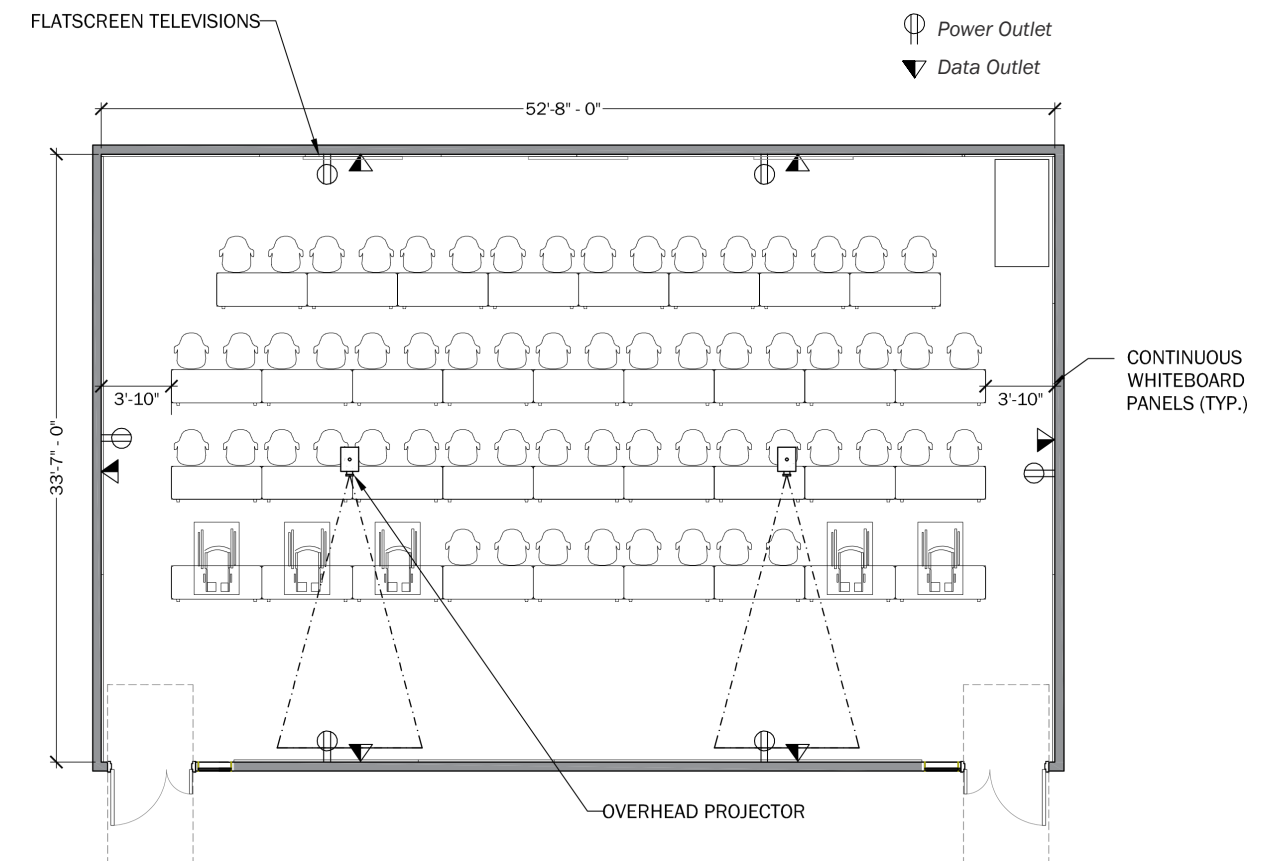 FLATSCREEN TELEVISIONS
Power Outlet
Data Outlet
52'-8" - 0"
33'-7" - 0"
3'-10"
3'-10"
CONTINUOUS
WHITEBOARD
PANELS (TYP.)
OVERHEAD PROJECTOR